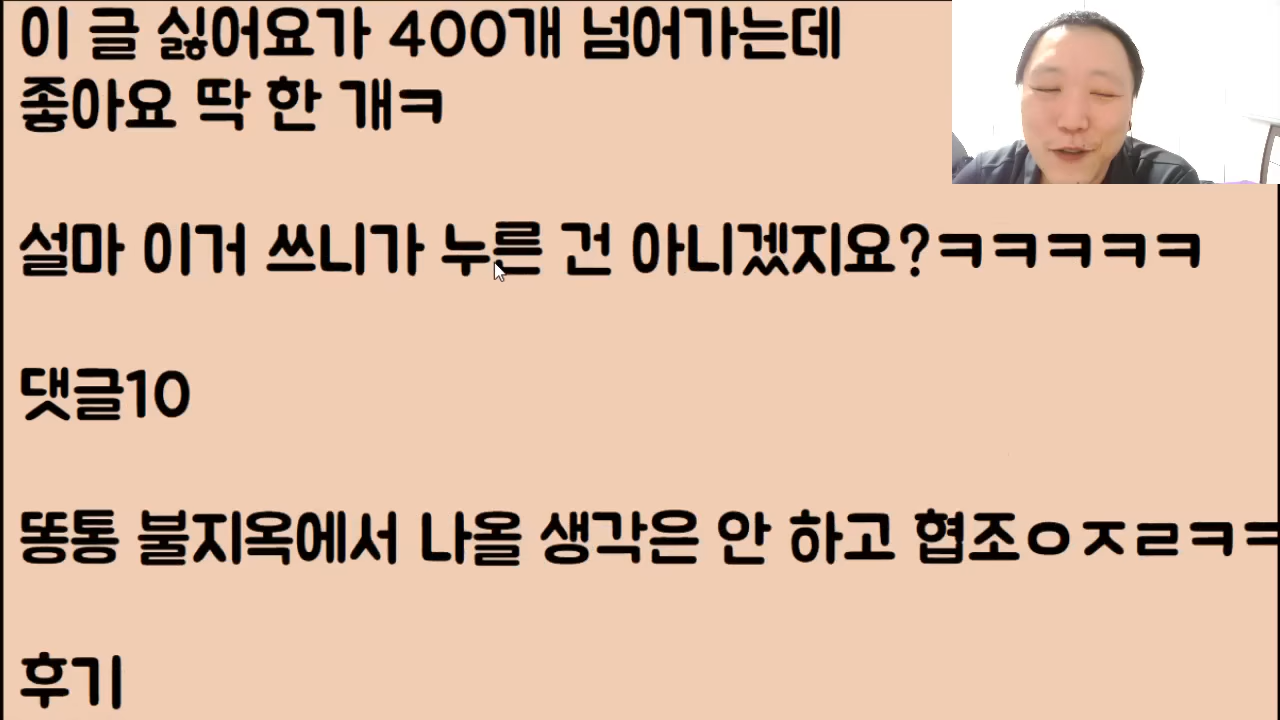 이 글 싫어요가 400개 넘어가는데
좋아요 딱 한 개ㅋ
설마 이거 쓰니가 누른 건 아니겠지요?ㅋㅋㅋㅋㅋ
댓글10
똥통 불지옥에서 나올 생각은 안 하고 협조ㅇㅈㄹㅋㅋ
후기